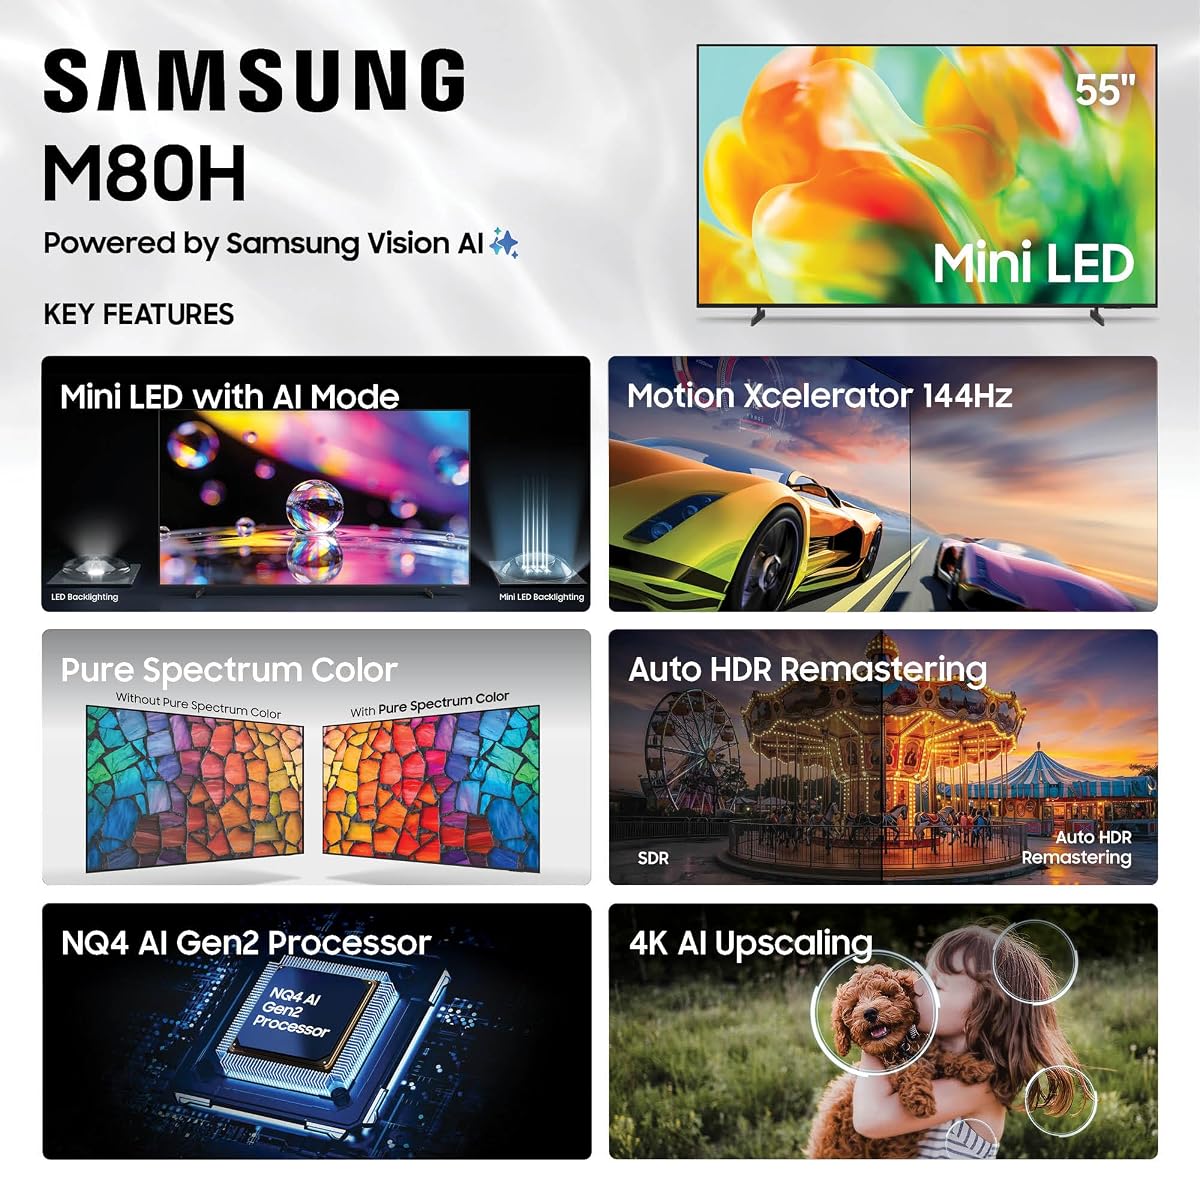 SAMSUNG
M80H
Powered by Samsung Vision AI
55"
Mini LED
KEY FEATURES
Mini LED with AI Mode
LED Backlighting
Mini LED Backlighting
Motion Xcelerator 144Hz
Pure Spectrum Color
Without Pure Spectrum Color
With Pure Spectrum Color
Auto HDR Remastering
SDR
Auto HDR
Remastering
NQ4 AI Gen2 Processor
NQ4 AI
Gen2
Processor
4K AI Upscaling